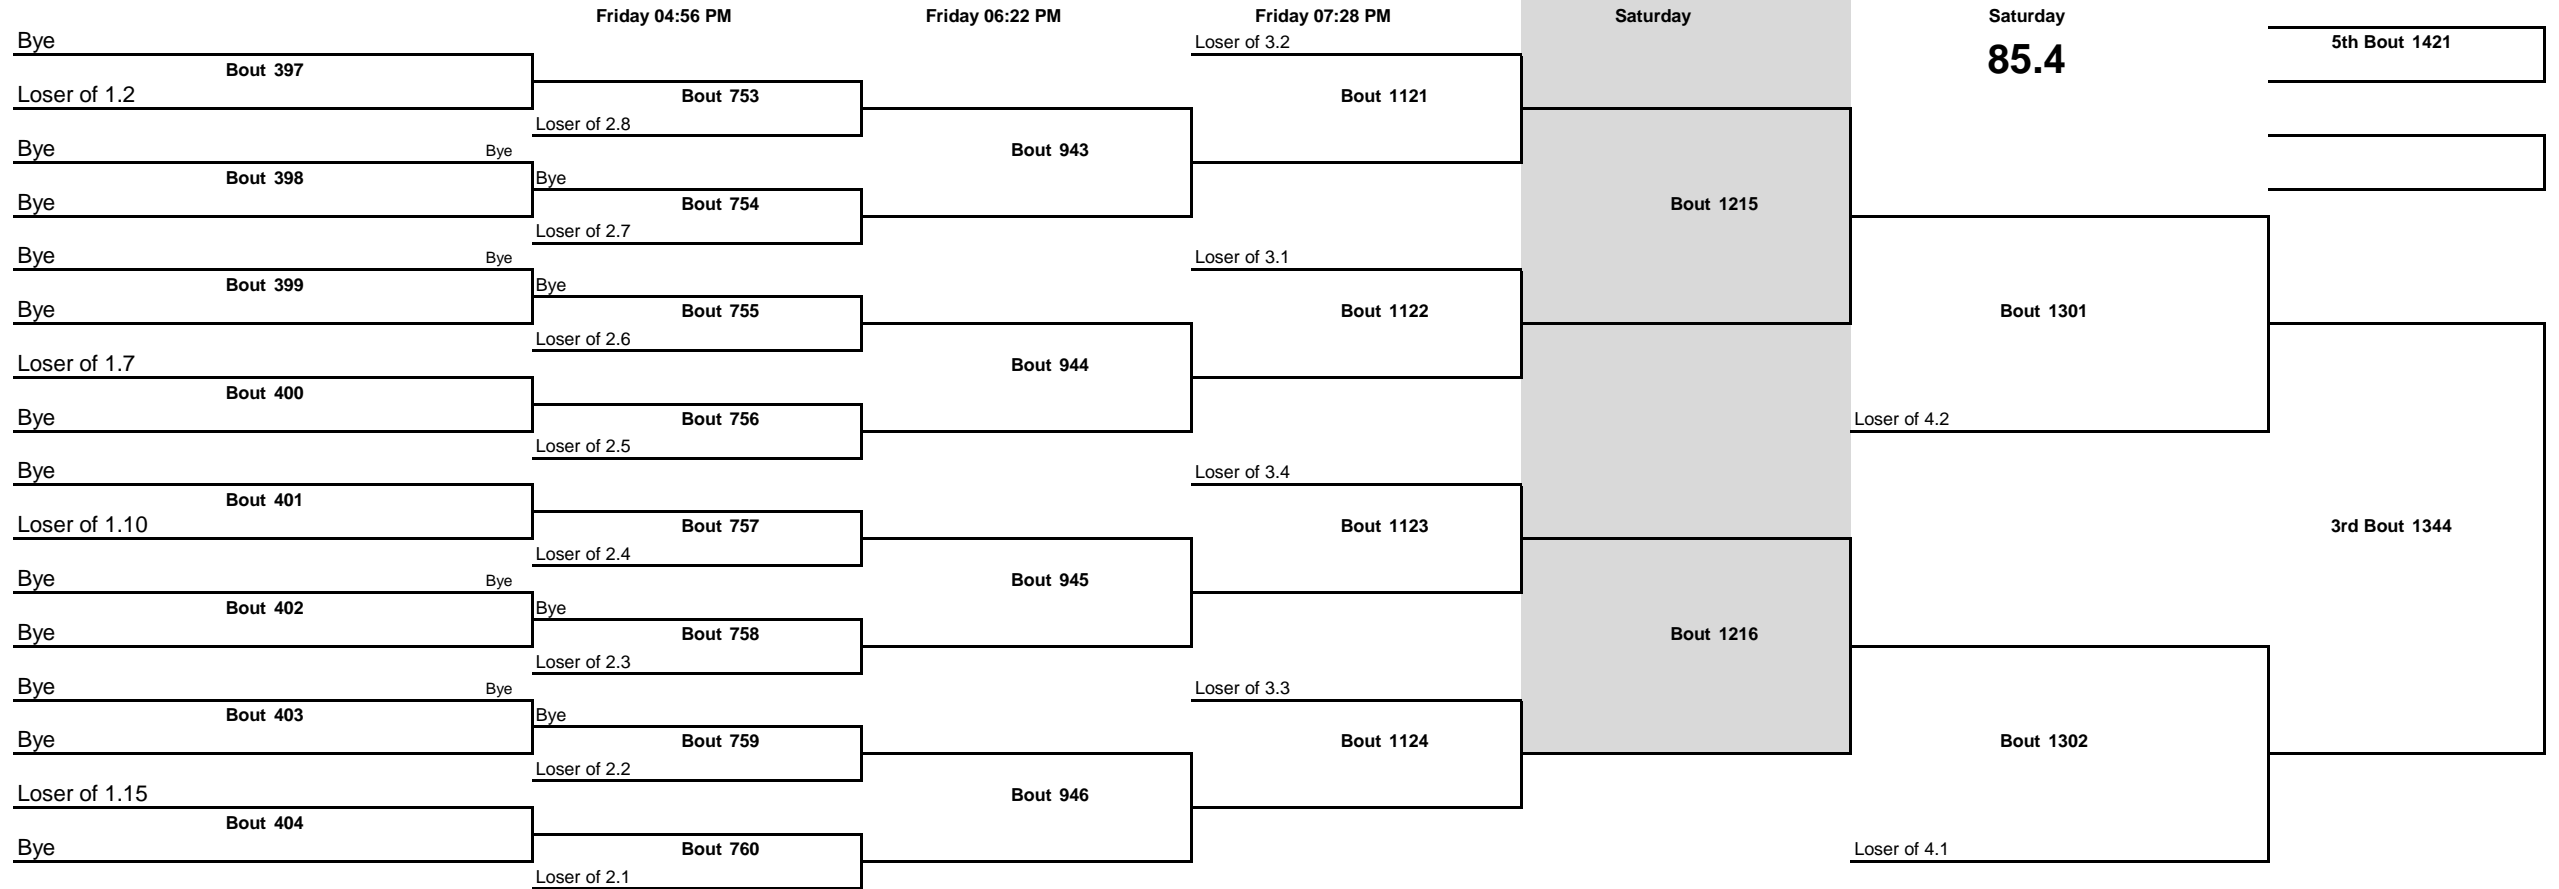 Friday 04:56 PM
Friday 06:22 PM
Friday 07:28 PM
Saturday
Saturday
85.4
Bye
Bout 397
Loser of 1.2
Bye
Bye
Bout 398
Bye
Bye
Bye
Bout 399
Bye
Loser of 1.7
Bout 400
Bye
Bye
Bout 401
Loser of 1.10
Bye
Bye
Bout 402
Bye
Bye
Bye
Bout 403
Bye
Loser of 1.15
Bout 404
Bye
Bout 753
Loser of 2.8
Bye
Bout 754
Loser of 2.7
Bye
Bout 755
Loser of 2.6
Bout 756
Loser of 2.5
Bout 757
Loser of 2.4
Bye
Bout 758
Loser of 2.3
Bye
Bout 759
Loser of 2.2
Bout 760
Loser of 2.1
Bout 943
Bout 944
Bout 945
Bout 946
Loser of 3.2
Bout 1121
Loser of 3.1
Bout 1122
Loser of 3.4
Bout 1123
Loser of 3.3
Bout 1124
Bout 1215
Bout 1216
Bout 1301
Loser of 4.2
Bout 1302
Loser of 4.1
5th Bout 1421
3rd Bout 1344